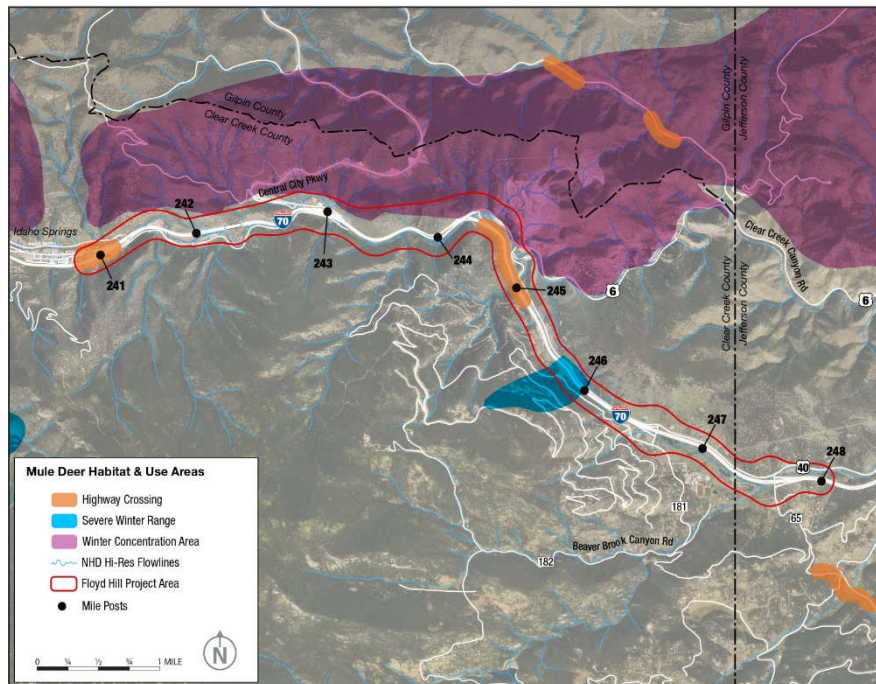 Gilpin County
Clear Creek County
Gilpin County
Jefferson County
Central City Pkwy
Idaho Springs
241
242
243
70
244
245
6
Clear Creek Canyon Rd
6
Clear Creek County
Jefferson County
246
70
247
40
248
181
65
Beaver Brook Canyon Rd
182
Mule Deer Habitat & Use Areas
Highway Crossing
Severe Winter Range
Winter Concentration Area
NHD Hi-Res Flowlines
Floyd Hill Project Area
Mile Posts
N
0 ¼ ½ ¾ 1 MILE